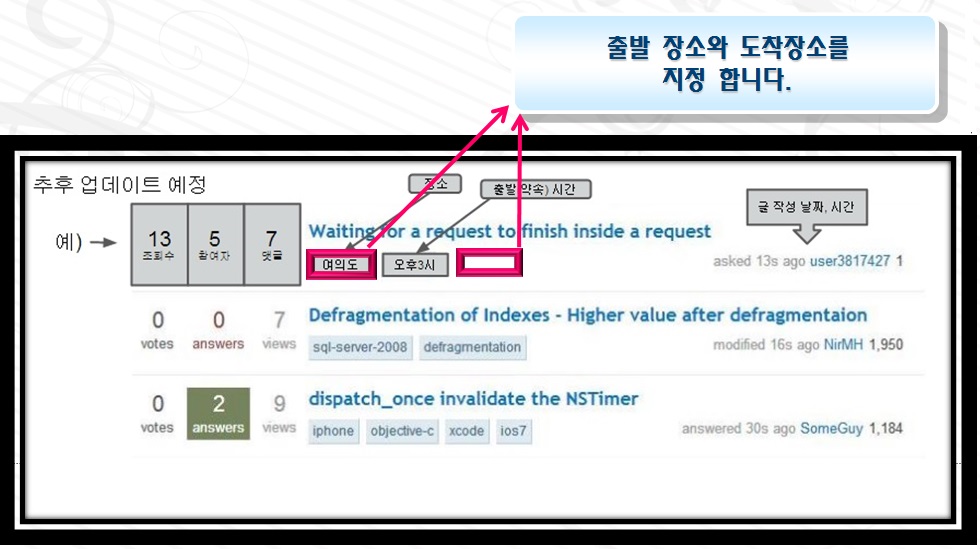 출발 장소와 도착장소를
지정 합니다.
추후 업데이트 예정
장소
출발(약속) 시간
글 작성 날짜, 시간
예)
13
조회수
5
참여자
7
댓글
Waiting for a request to finish inside a request
여의도
오후3시
asked 13s ago user3817427 1
0
votes
0
answers
7
views
Defragmentation of Indexes - Higher value after defragmentaion
sql-server-2008 defragmentation
modified 16s ago NirMH 1,950
0
votes
2
answers
9
views
dispatch_once invalidate the NSTimer
iphone objective-c xcode ios7
answered 30s ago SomeGuy 1,184